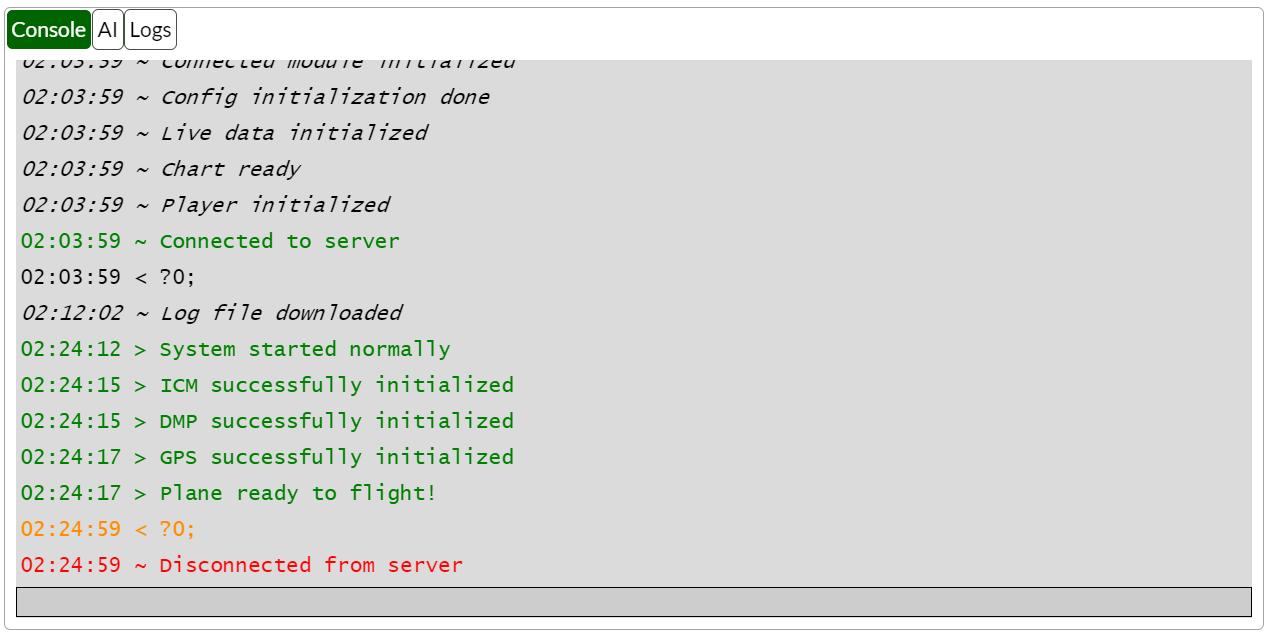 Console AI Logs
02:03:59 ~ Connected module initialized
02:03:59 ~ Config initialization done
02:03:59 ~ Live data initialized
02:03:59 ~ Chart ready
02:03:59 ~ Player initialized
02:03:59 ~ Connected to server
02:03:59 < ?0;
02:12:02 ~ Log file downloaded
02:24:12 > System started normally
02:24:15 > ICM successfully initialized
02:24:15 > DMP successfully initialized
02:24:17 > GPS successfully initialized
02:24:17 > Plane ready to flight!
02:24:59 < ?0;
02:24:59 ~ Disconnected from server